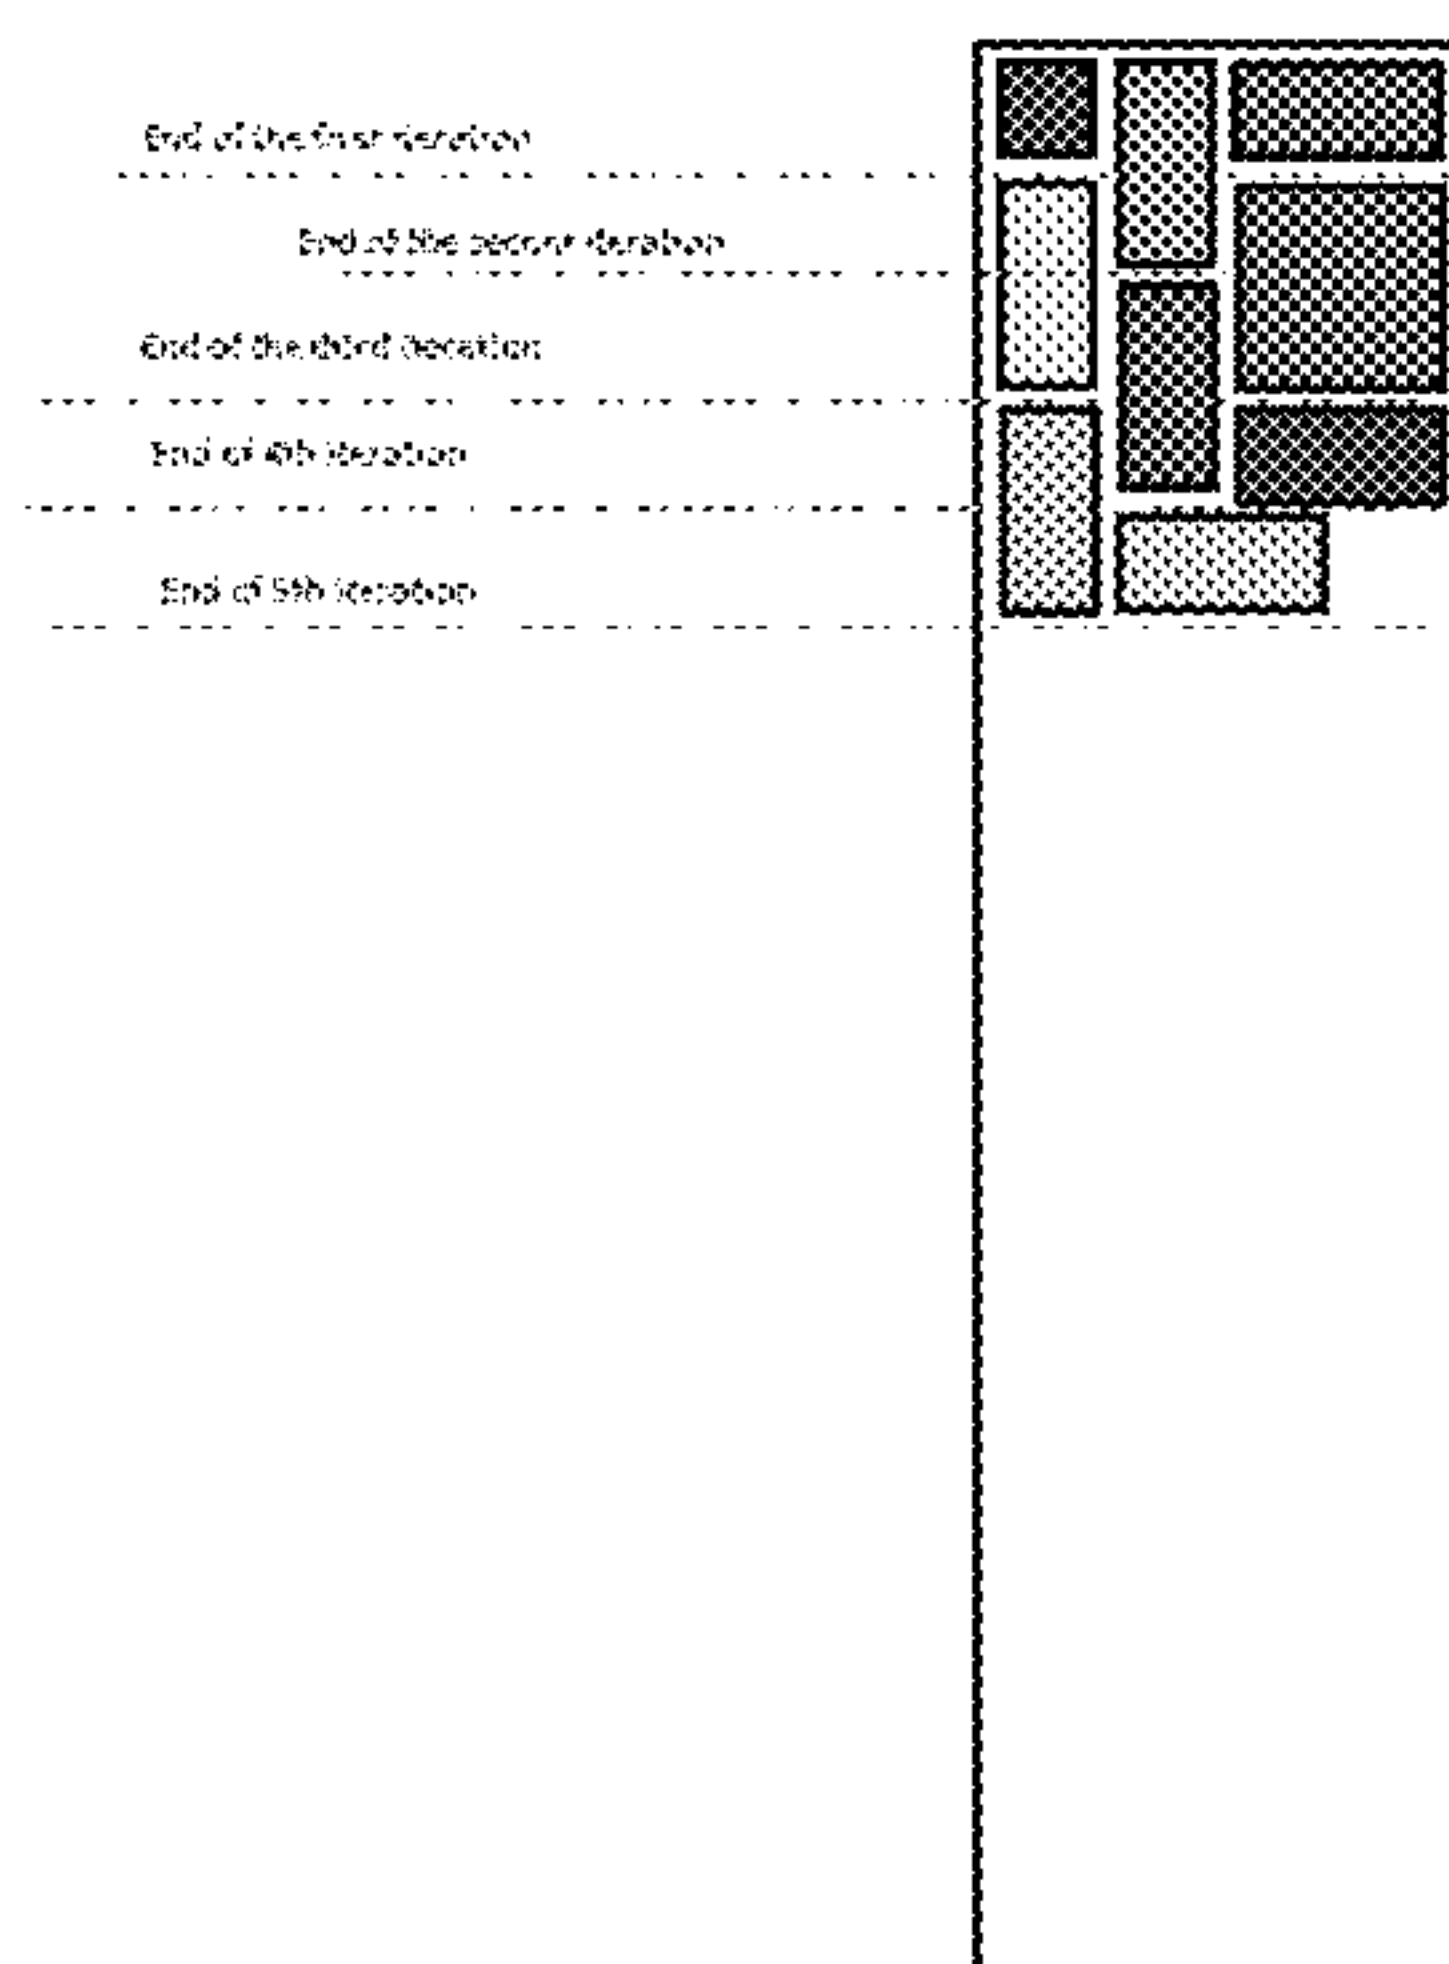 End of the first iteration
End of the second iteration
End of the third iteration
End of 4th iteration
End of 5th iteration